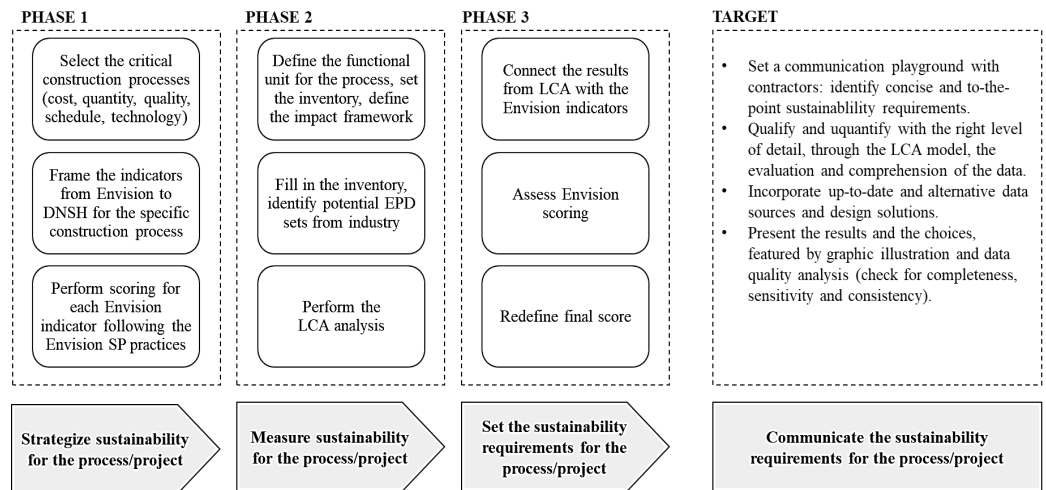 PHASE 1
Select the critical
construction processes
(cost, quantity, quality,
schedule, technology)
Frame the indicators
from Envision to
DNSH for the specific
construction process
Perform scoring for
each Envision
indicator following the
Envision SP practices
Strategize sustainability
for the process/project
PHASE 2
Define the functional
unit for the process, set
the inventory, define
the impact framework
Fill in the inventory,
identify potential EPD
sets from industry
Perform the
LCA analysis
Measure sustainability
for the process/project
PHASE 3
Connect the results
from LCA with the
Envision indicators
Assess Envision
scoring
Redefine final score
Set the sustainability
requirements for the
process/project
TARGET
• Set a communication playground with
contractors: identify concise and to-the-
point sustainablility requirements.
• Qualify and uquantify with the right level
of detail, through the LCA model, the
evaluation and comprehension of the data.
• Incorporate up-to-date and alternative data
sources and design solutions.
• Present the results and the choices,
featured by graphic illustration and data
quality analysis (check for completeness,
sensitivity and consistency).
Communicate the sustainability
requirements for the process/project